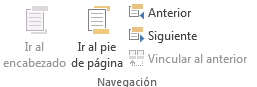 Ir al
encabezado
Ir al pie
de página
Anterior
Siguiente
Vincular al anterior
Navegación